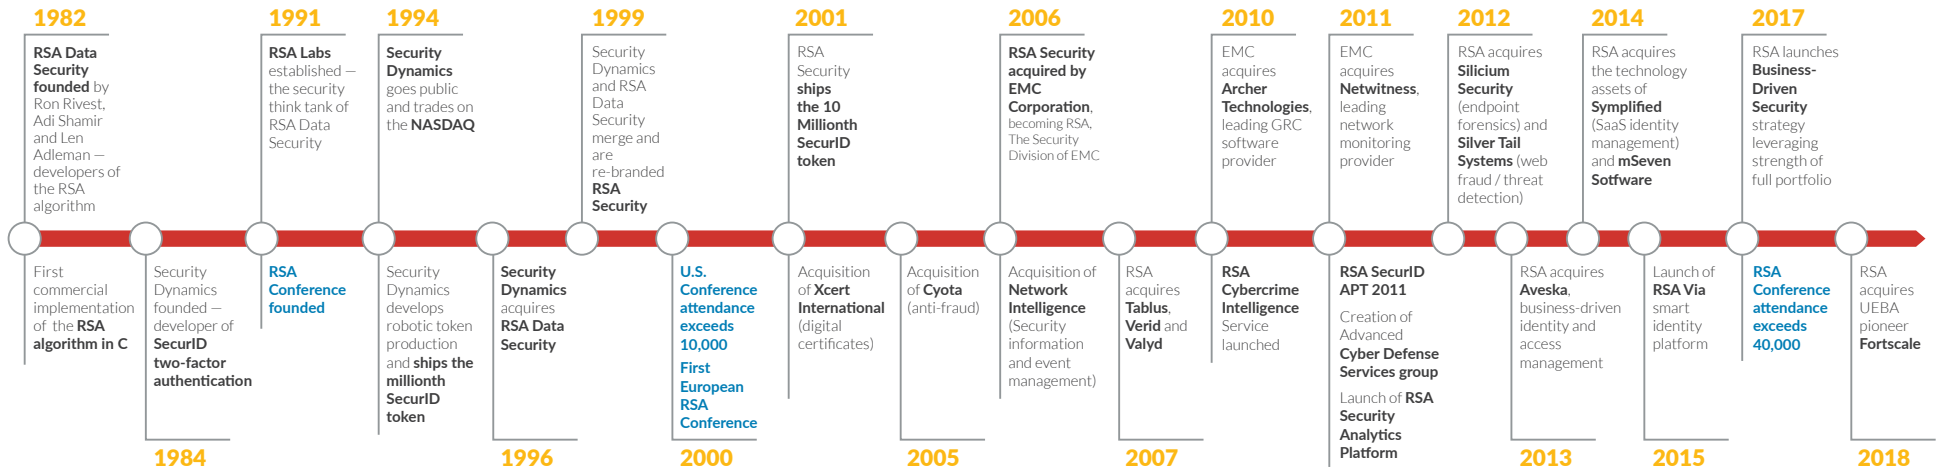 1982
RSA Data
Security
founded by
Ron Rivest,
Adi Shamir
and Len
Adleman —
developers of
the RSA
algorithm
First
commercial
implementation
of the RSA
algorithm in C
Security
Dynamics
founded —
developer of
SecurID
two-factor
authentication
1984
1991
RSA Labs
established —
the security
think tank of
RSA Data
Security
RSA
Conference
founded
1994
Security
Dynamics
goes public
and trades on
the NASDAQ
Security
Dynamics
develops
robotic token
production
and ships the
millionth
SecurID
token
Security
Dynamics
acquires
RSA Data
Security
1996
1999
Security
Dynamics
and RSA
Data
Security
merge and
are
re-branded
RSA
Security
U.S.
Conference
attendance
exceeds
10,000
First
European
RSA
Conference
2000
2001
RSA
Security
ships
the 10
Millionth
SecurID
token
Acquisition
of Xcert
International
(digital
certificates)
Acquisition
of Cyota
(anti-fraud)
2005
2006
RSA Security
acquired by
EMC
Corporation,
becoming RSA,
The Security
Division of EMC
Acquisition of
Network
Intelligence
(Security
information
and event
management)
RSA
acquires
Tablus,
Verid and
Valyd
2007
2010
EMC
acquires
Archer
Technologies,
leading GRC
software
provider
RSA
Cybercrime
Intelligence
Service
launched
2011
EMC
acquires
Netwitness,
leading
network
monitoring
provider
RSA SecurID
APT 2011
Creation of
Advanced
Cyber Defense
Services group
Launch of RSA
Security
Analytics
Platform
2012
RSA acquires
Silicium
Security
(endpoint
forensics) and
Silver Tail
Systems (web
fraud / threat
detection)
RSA acquires
Aveska,
business-driven
identity and
access
management
2013
2014
RSA acquires
the technology
assets of
Symplified
(SaaS identity
management)
and mSeven
Sotfware
Launch of
RSA Via
smart
identity
platform
2015
2017
RSA launches
Business-
Driven
Security
strategy
leveraging
strength of
full portfolio
RSA
Conference
attendance
exceeds
40,000
RSA
acquires
UEBA
pioneer
Fortscale
2018